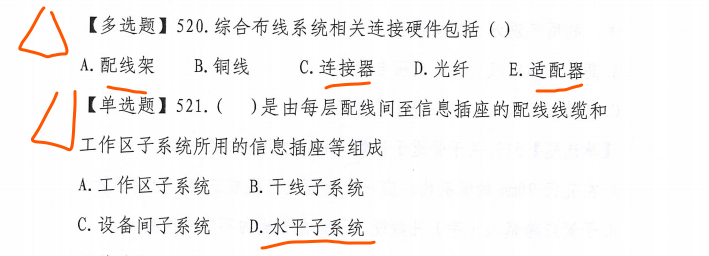 【多选题】520.综合布线系统相关连接硬件包括（）
A.配线架 B.铜线 C.连接器 D.光纤 E.适配器
【单选题】521.（ ）是由每层配线间至信息插座的配线线缆和
工作区子系统所用的信息插座等组成
A.工作区子系统 B.干线子系统
C.设备间子系统 D.水平子系统